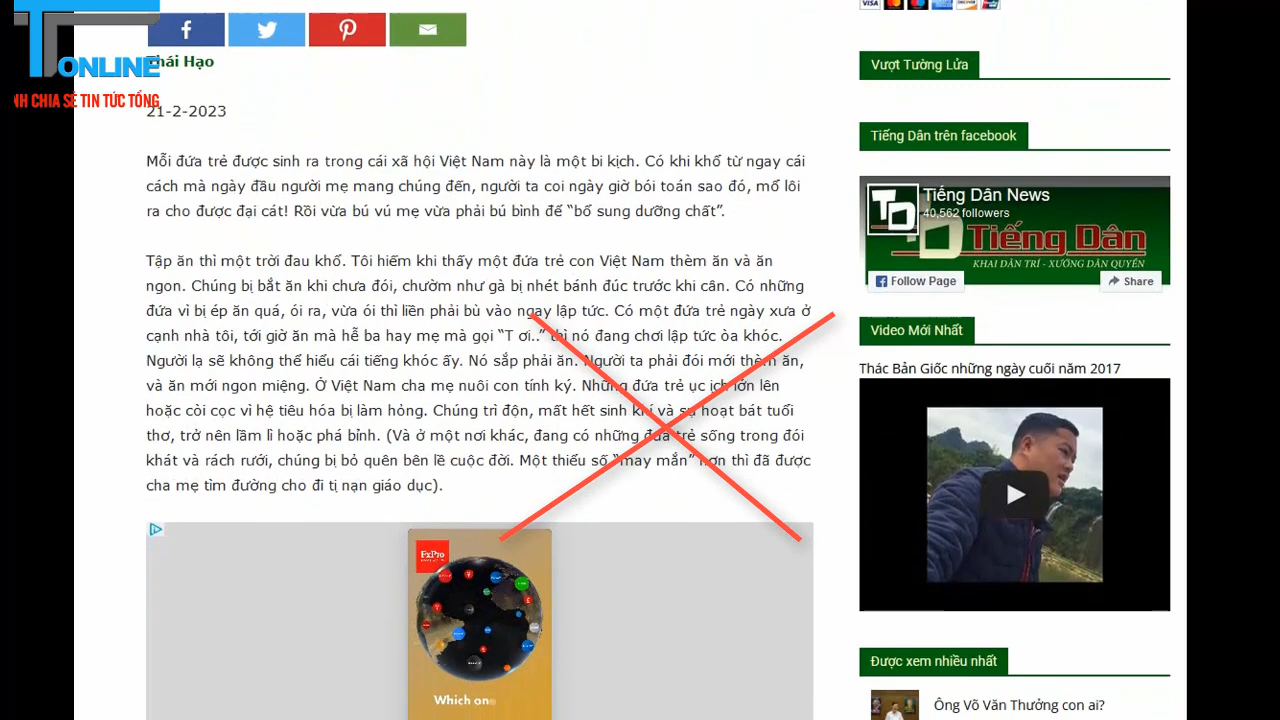 T
ONLINE
NH CHIA SẺ TIN TỨC TỔNG
VISA
Thái Hạo
21-2-2023
Mỗi đứa trẻ được sinh ra trong cái xã hội Việt Nam này là một bi kịch. Có khi khổ từ ngay cái
cách mà ngày đầu người mẹ mang chúng đến, người ta coi ngày giờ bói toán sao đó, mổ lôi
ra cho được đại cát! Rồi vừa bú vú mẹ vừa phải bú bình để “bổ sung dưỡng chất”.
Tập ăn thì một trời đau khổ. Tôi hiếm khi thấy một đứa trẻ con Việt Nam thèm ăn và ăn
ngon. Chúng bị bắt ăn khi chưa đói, chườm như gà bị nhét bánh đúc trước khi cân. Có những
đứa vì bị ép ăn quá, ói ra, vừa ói thì liền phải bù vào ngay lập tức. Có một đứa trẻ ngày xưa ở
cạnh nhà tôi, tới giờ ăn mà hễ ba hay mẹ mà gọi “T ơi..” thì nó đang chơi lập tức òa khóc.
Người lạ sẽ không thể hiểu cái tiếng khóc ấy. Nó sắp phải ăn. Người ta phải đói mới thèm ăn,
và ăn mới ngon miệng. Ở Việt Nam cha mẹ nuôi con tính ký. Những đứa trẻ ục ịch lớn lên
hoặc còi cọc vì hệ tiêu hóa bị làm hỏng. Chúng trì độn, mất hết sinh khí và sự hoạt bát tuổi
thơ, trở nên lầm lì hoặc phá bỉnh. (Và ở một nơi khác, đang có những đứa trẻ sống trong đói
khát và rách rưới, chúng bị bỏ quên bên lề cuộc đời. Một thiểu số “may mắn” hơn thì đã được
cha mẹ tìm đường cho đi tị nạn giáo dục).
FxPro
Which on
Vượt Tường Lửa
Tiếng Dân trên facebook
Tiếng Dân News
40,562 followers
TD
Tiếng Dân
KHAI DÂN TRÍ - XƯỚNG DÂN QUYỀN
Follow Page
Share
Video Mới Nhất
Thác Bản Giốc những ngày cuối năm 2017
Được xem nhiều nhất
Ông Võ Văn Thưởng con ai?